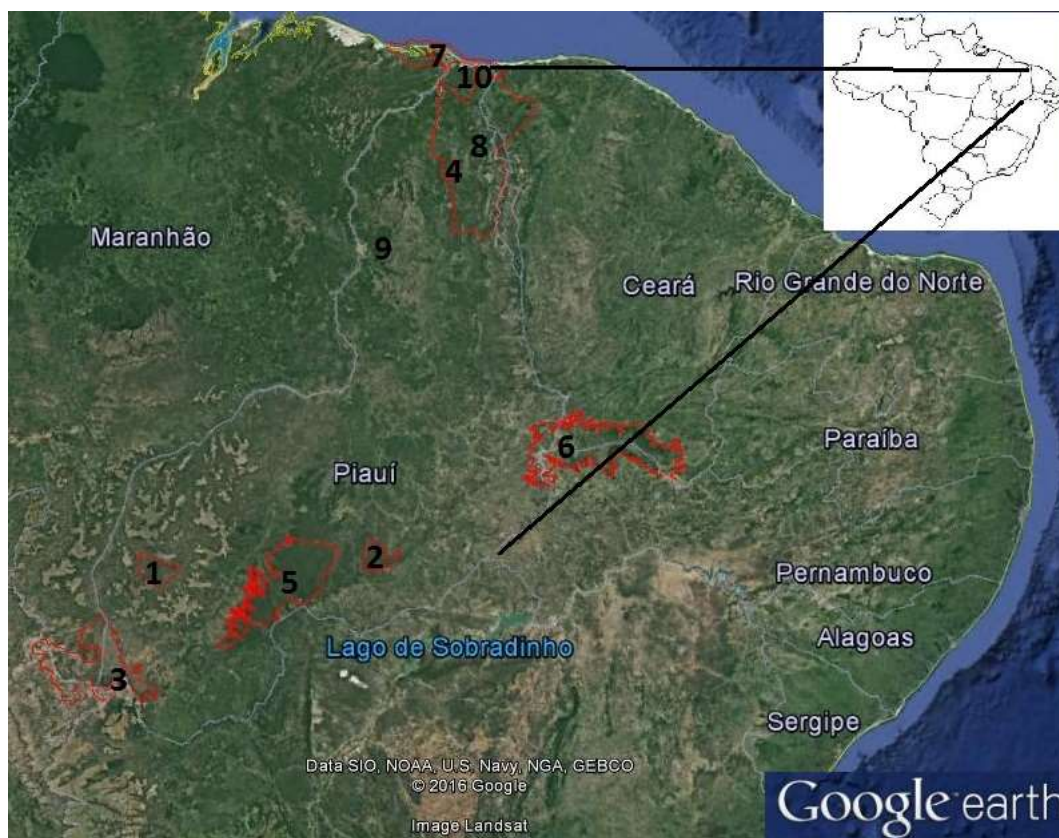 7
10
8
4
Maranhão
9
Ceará
Rio Grande do Norte
6
Paraíba
Piauí
2
1
5
Pernambuco
Alagoas
Lago de Sobradinho
3
Sergipe
Data SIO, NOAA, U.S. Navy, NGA, GEBCO
© 2016 Google
Image Landsat
Google earth